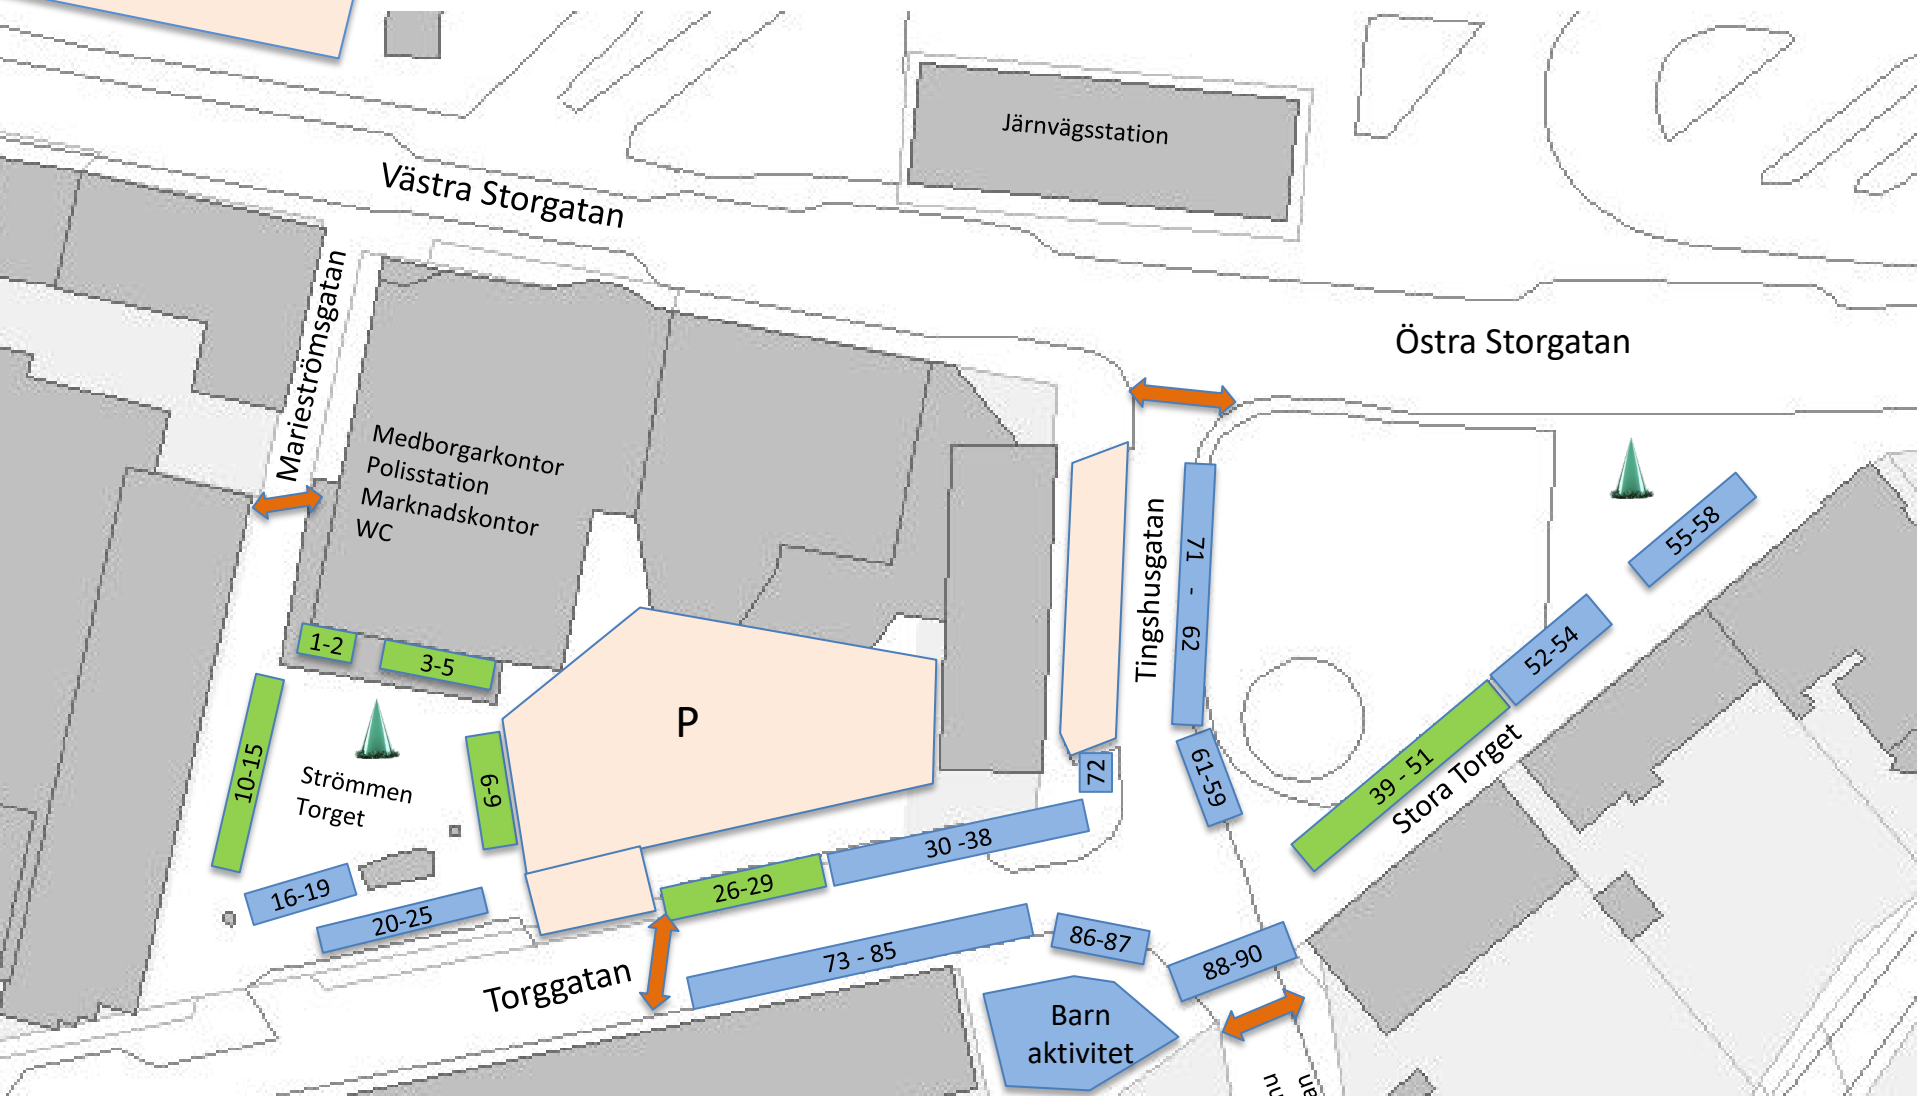 Järnvägsstation
Västra Storgatan
Östra Storgatan
Marieströmsgatan
Medborgarkontor
Polisstation
Marknadskontor
WC
Tingshusgatan
71 - 62
55-58
52-54
1-2
3-5
P
10-15
6-9
Strömmen
Torget
72
61-59
39 - 51
Stora Torget
30 -38
26-29
16-19
20-25
73 - 85
86-87
88-90
Torggatan
Barn
aktivitet